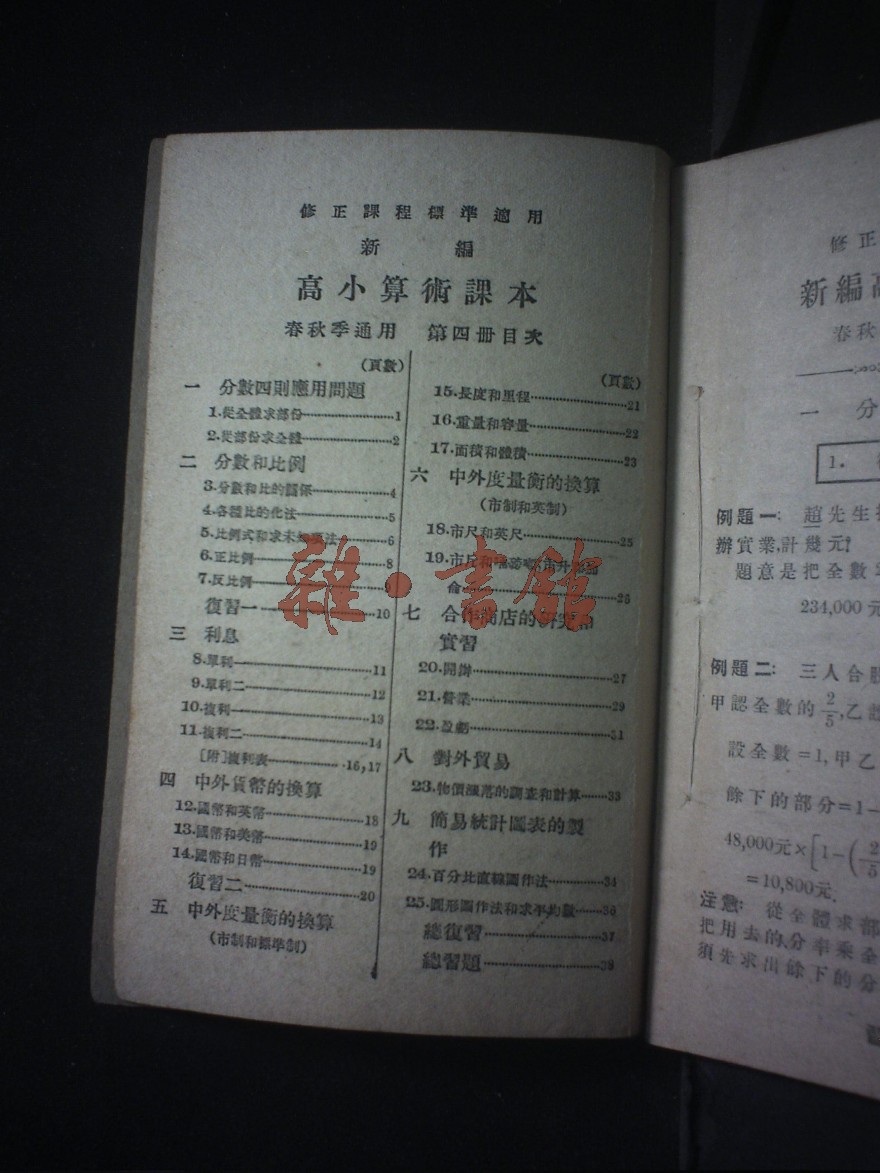 修正課程標準適用
新編
高小算術課本
春秋季通用 第四冊目次
(頁數)
一 分數四則應用問題
1.從全體求部份 1
2.從部份求全體 2
二 分數和比例
3.分數和比的關係 4
4.各種比的化法 5
5.比例式和求未 法 6
6.正比例 8
7.反比例 9
復習一 10
三 利息
8.單利一 11
9.單利二 12
10.複利一 13
11.複利二 14
[附]複利表 16,17
四 中外貨幣的換算
12.國幣和英幣 18
13.國幣和美幣 19
14.國幣和日幣 19
復習二 20
五 中外度量衡的換算
(市制和標準制)
(頁數)
15.長度和里程 21
16.重量和容量 22
17.面積和體積 23
六 中外度量衡的換算
(市制和英制)
18.市尺和英尺 25
19.市斤和 市升
侖 26
七 合作商店的研究和
實習
20.開辦 27
21.營業 29
22.盈虧 31
八 對外貿易
23.物價漲落的調查和計算 33
九 簡易統計圖表的製
作
24.百分比直線圖作法 34
25.圓形圖作法和求平均數 36
總復習 37
總習題 39
雜·書館
修正
新編高
春秋
一 分
1.
例題一: 趙先生
辦實業,計幾元?
題意是把全數
234,000元
例題二: 三人合股
甲認全數的2/5,乙
設全數=1,甲乙
餘下的部分=1-
48,000元×[1-(2/5
=10,800元.
注意: 從全體求部
把用去的分率乘全
須先求出餘下的分